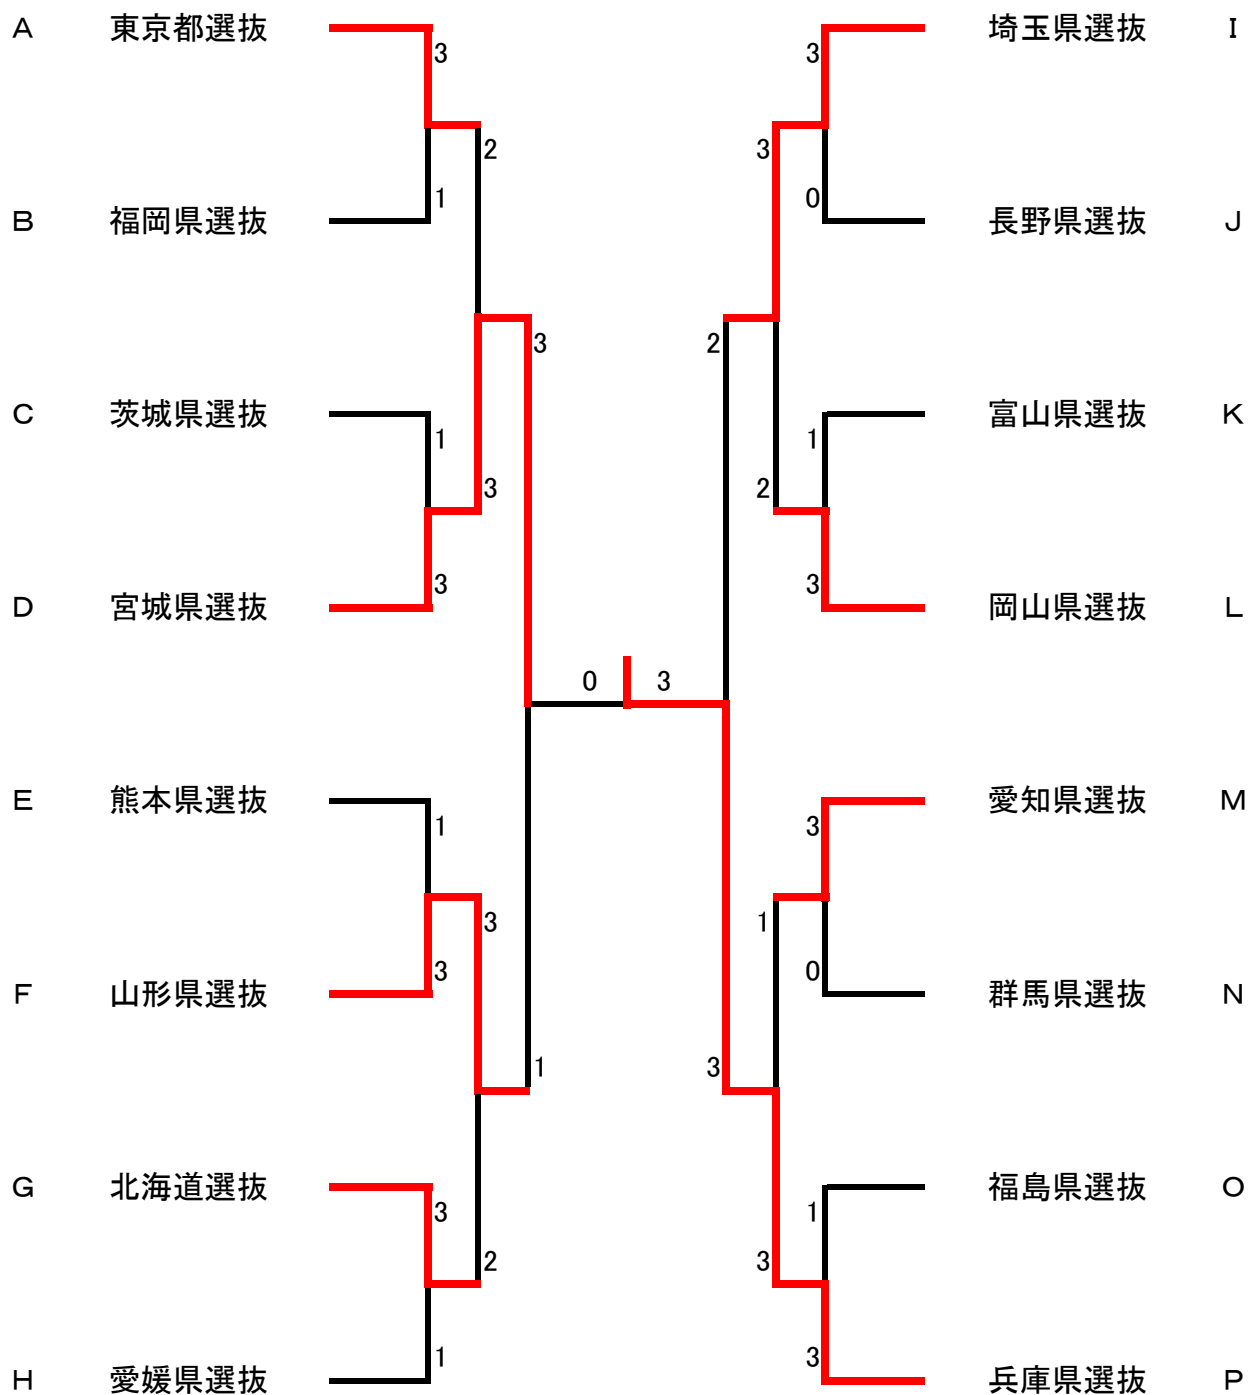 A 東京都選抜 埼玉県選抜 I
3 3
2 3
1 0
B 福岡県選抜 長野県選抜 J
3 2
C 茨城県選抜 富山県選抜 K
1 1
3 2
3 3
D 宮城県選抜 岡山県選抜 L
0 3
E 熊本県選抜 愛知県選抜 M
1 3
3 1
3 0
F 山形県選抜 群馬県選抜 N
1 3
G 北海道選抜 福島県選抜 O
3 1
2 3
1 3
H 愛媛県選抜 兵庫県選抜 P